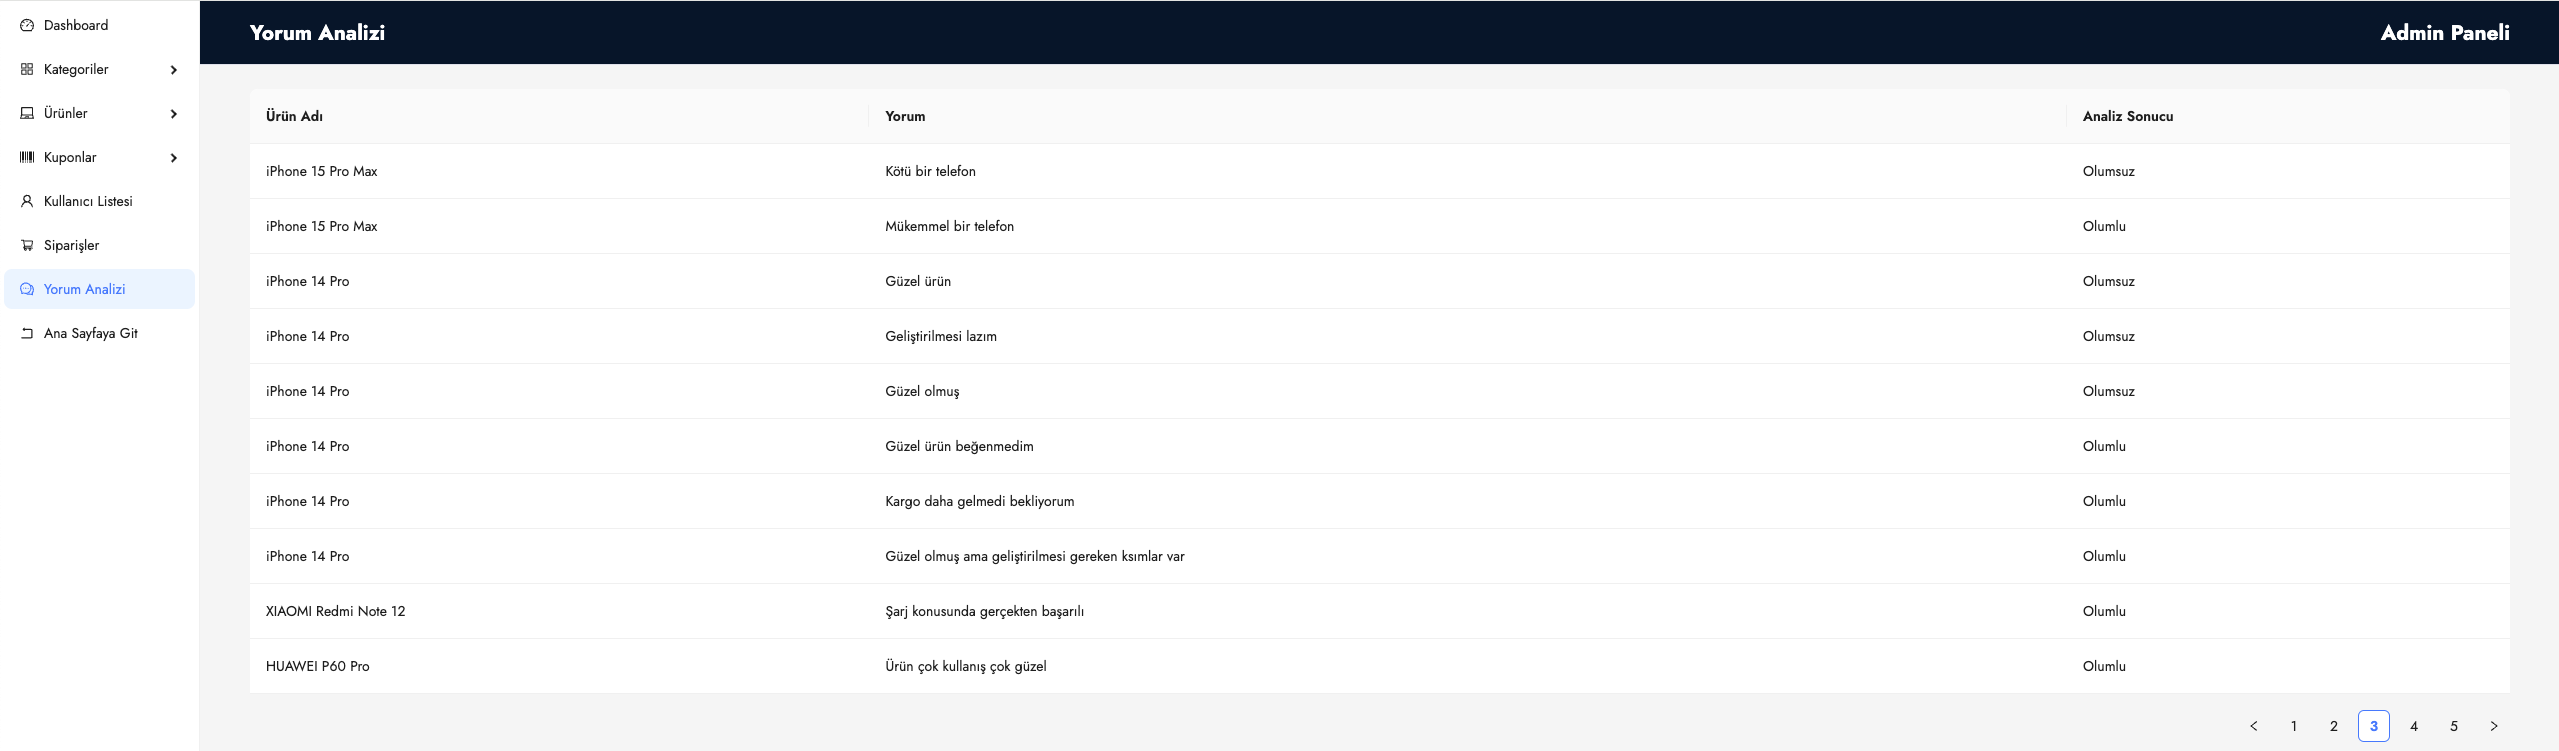 Dashboard
Kategoriler
Ürünler
Kuponlar
Kullanıcı Listesi
Siparişler
Yorum Analizi
Ana Sayfaya Git
Yorum Analizi Admin Paneli
Ürün Adı Yorum Analiz Sonucu
iPhone 15 Pro Max Kötü bir telefon Olumsuz
iPhone 15 Pro Max Mükemmel bir telefon Olumlu
iPhone 14 Pro Güzel ürün Olumsuz
iPhone 14 Pro Geliştirilmesi lazım Olumsuz
iPhone 14 Pro Güzel olmuş Olumsuz
iPhone 14 Pro Güzel ürün beğenmedim Olumlu
iPhone 14 Pro Kargo daha gelmedi bekliyorum Olumlu
iPhone 14 Pro Güzel olmuş ama geliştirilmesi gereken ksımlar var Olumlu
XIAOMI Redmi Note 12 Şarj konusunda gerçekten başarılı Olumlu
HUAWEI P60 Pro Ürün çok kullanış çok güzel Olumlu
< 1 2 3 4 5 >